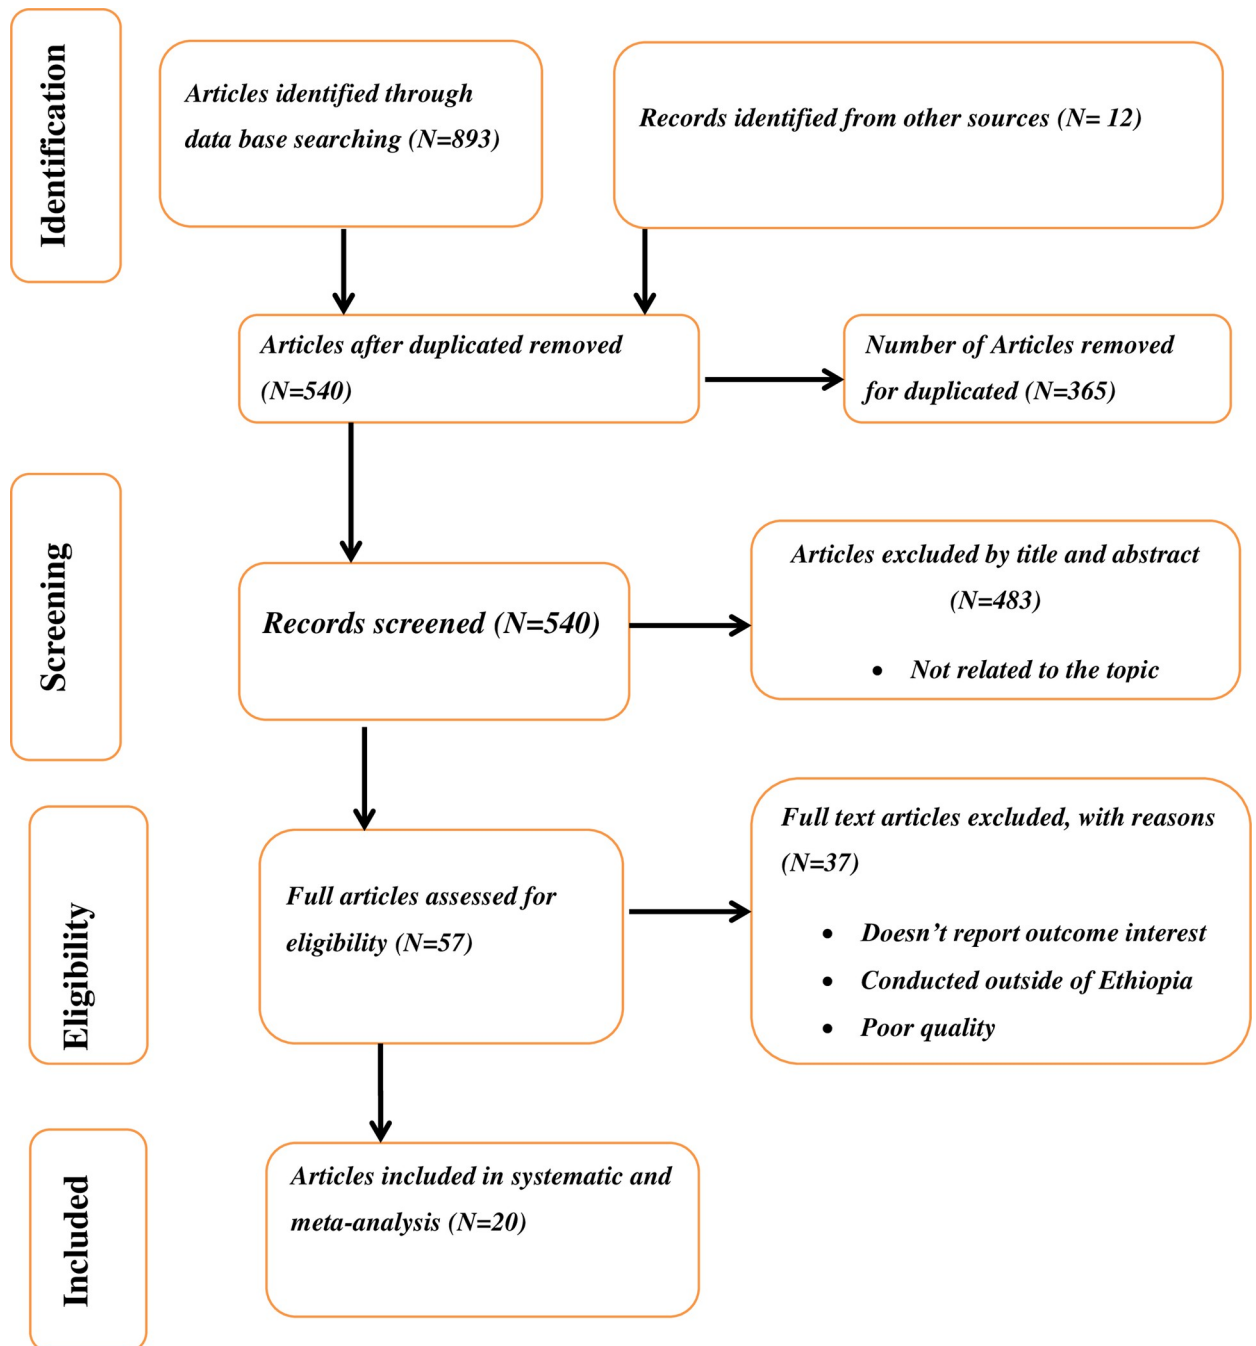 Identification
Articles identified through
data base searching (N=893)
Records identified from other sources (N= 12)
Articles after duplicated removed
(N=540)
Number of Articles removed
for duplicated (N=365)
Screening
Records screened (N=540)
Articles excluded by title and abstract
(N=483)
• Not related to the topic
Eligibility
Full articles assessed for
eligibility (N=57)
Full text articles excluded, with reasons
(N=37)
• Doesn’t report outcome interest
• Conducted outside of Ethiopia
• Poor quality
Included
Articles included in systematic and
meta-analysis (N=20)